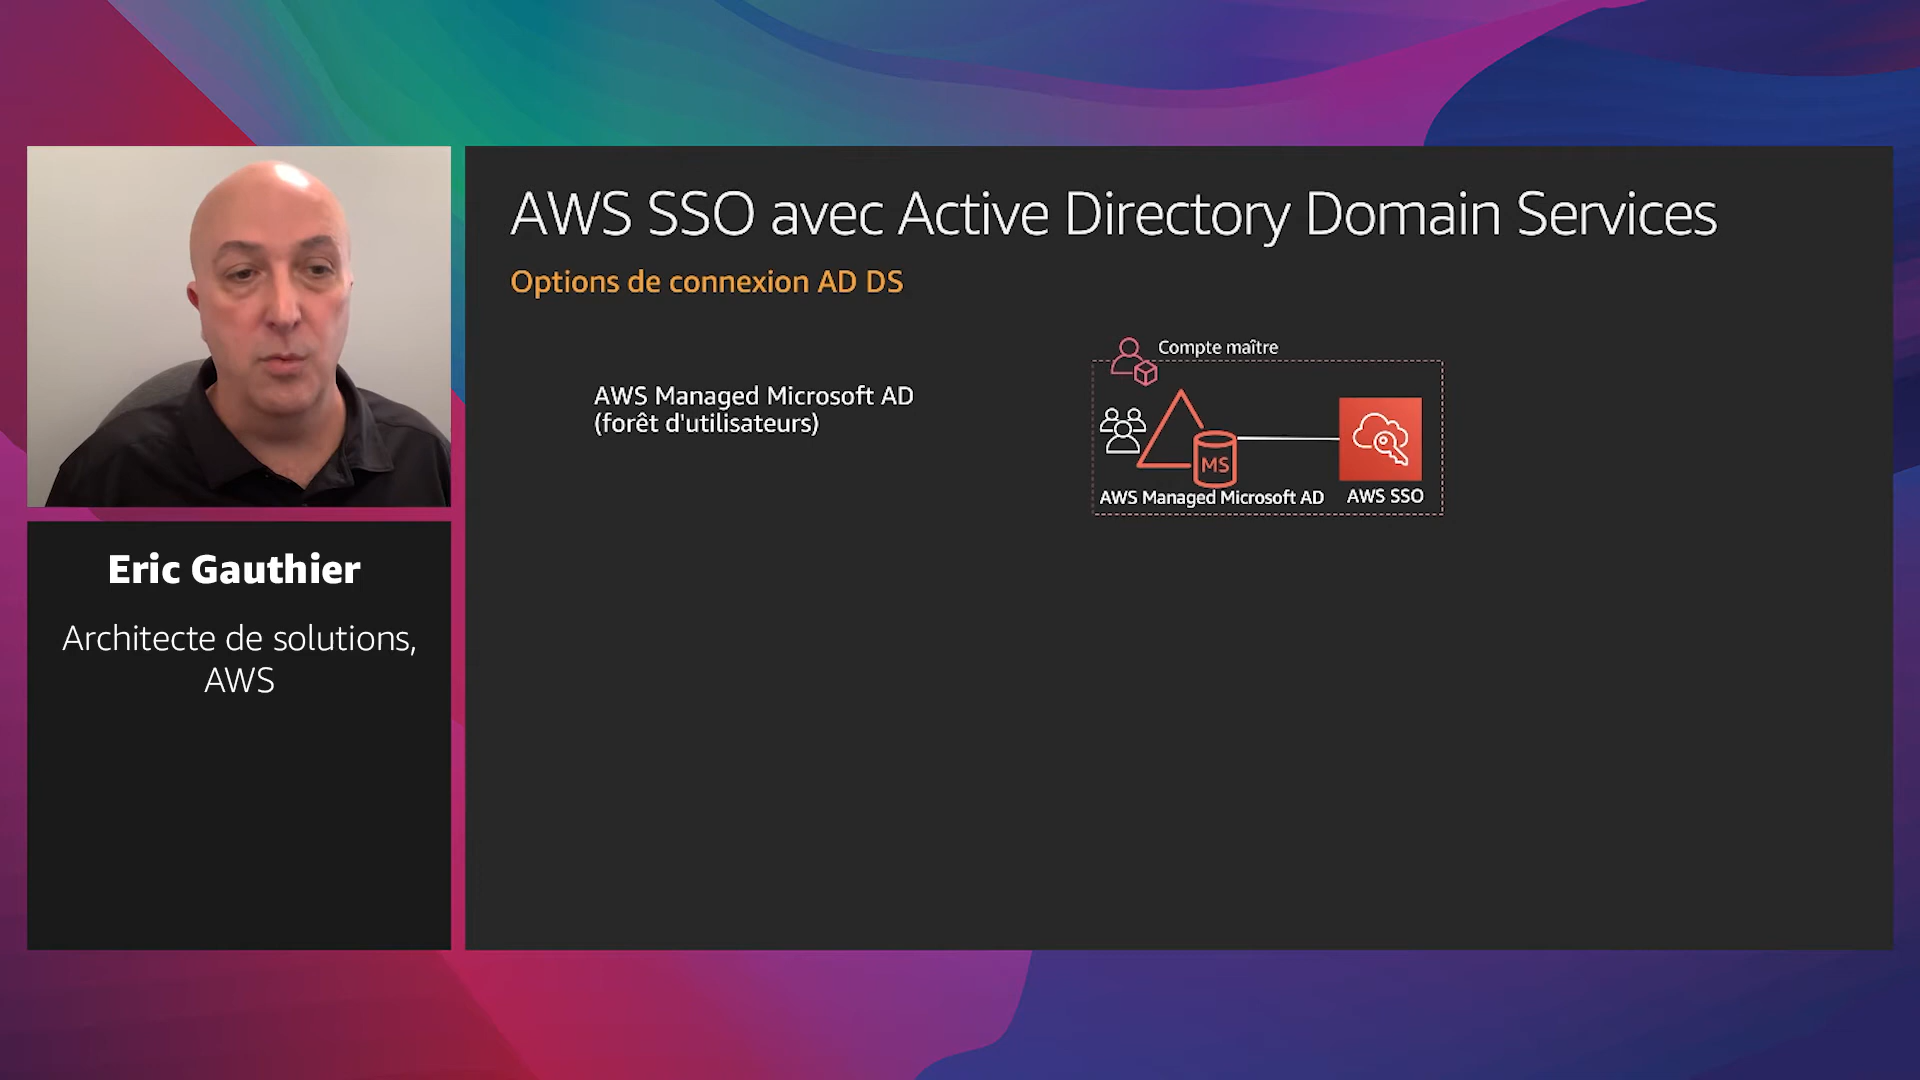 AWS SSO avec Active Directory Domain Services
Options de connexion AD DS
AWS Managed Microsoft AD
(forêt d'utilisateurs)
Compte maître
MS
AWS Managed Microsoft AD
AWS SSO
Eric Gauthier
Architecte de solutions,
AWS